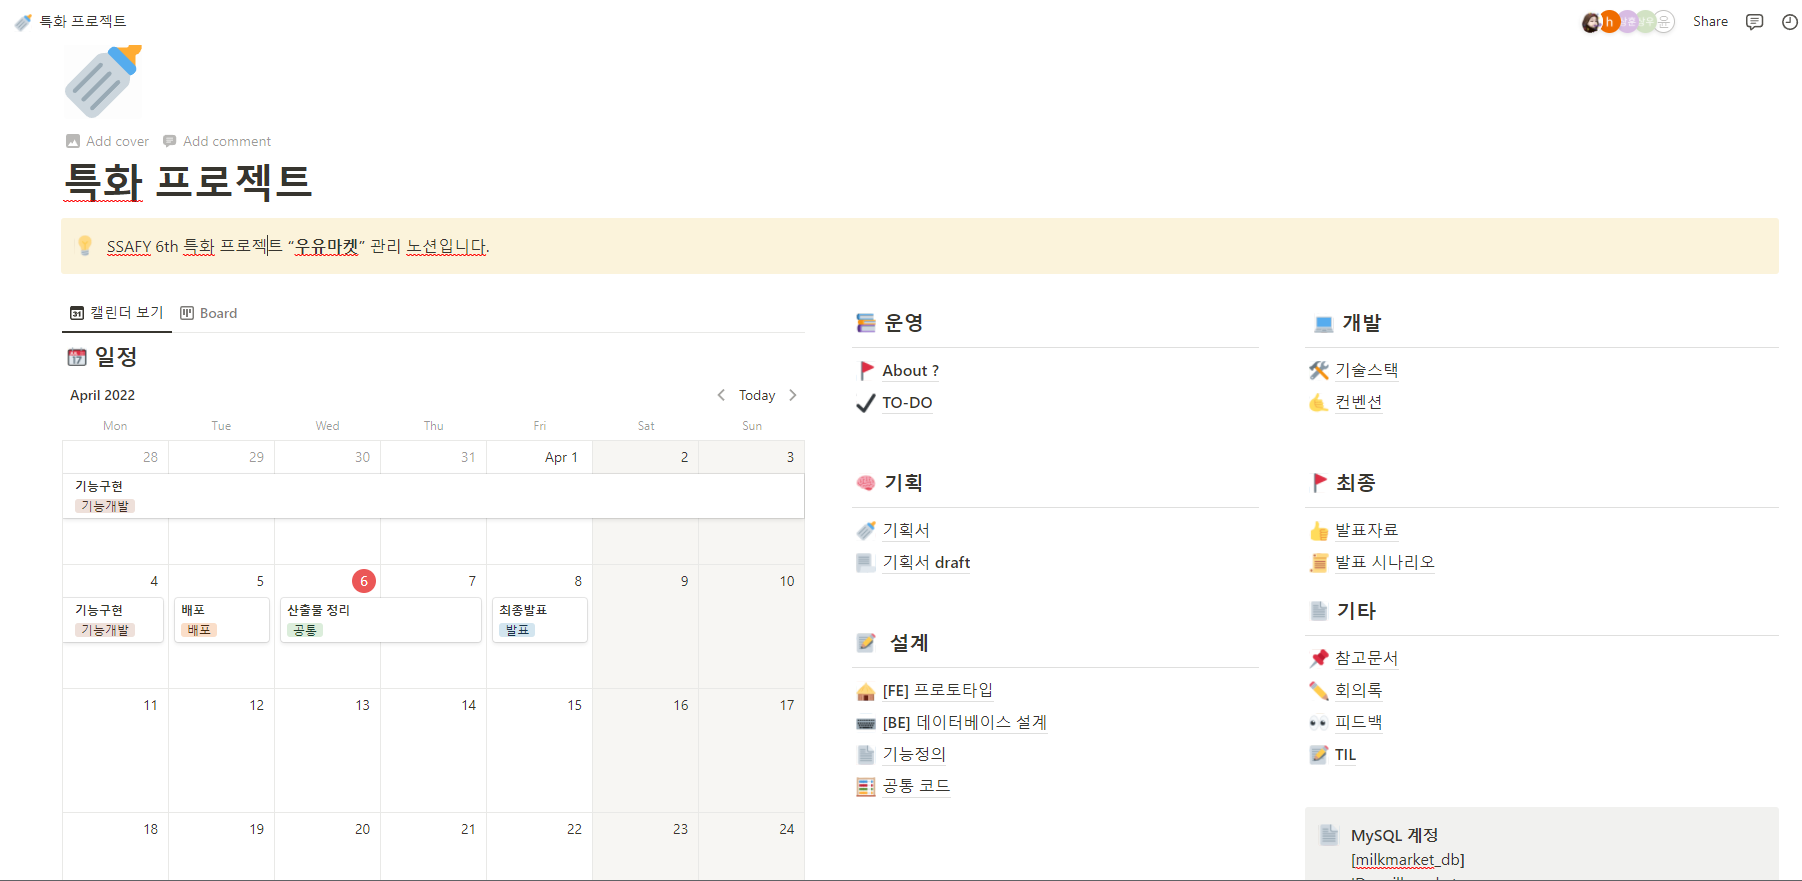 특화 프로젝트
h
윤
Share
Add cover
Add comment
특화 프로젝트
SSAFY 6th 특화 프로젝트 “우유마켓” 관리 노션입니다.
캘린더 보기
Board
일정
April 2022
Today
Mon Tue Wed Thu Fri Sat Sun
28 29 30 31 Apr 1 2 3
기능구현
기능개발
4 5 6 7 8 9 10
기능구현 배포 산출물 정리 최종발표
기능개발 배포 공통 발표
11 12 13 14 15 16 17
18 19 20 21 22 23 24
운영
About ?
TO-DO
기획
기획서
기획서 draft
설계
[FE] 프로토타입
[BE] 데이터베이스 설계
기능정의
공통 코드
개발
기술스택
컨벤션
최종
발표자료
발표 시나리오
기타
참고문서
회의록
피드백
TIL
MySQL 계정
[milkmarket_db]